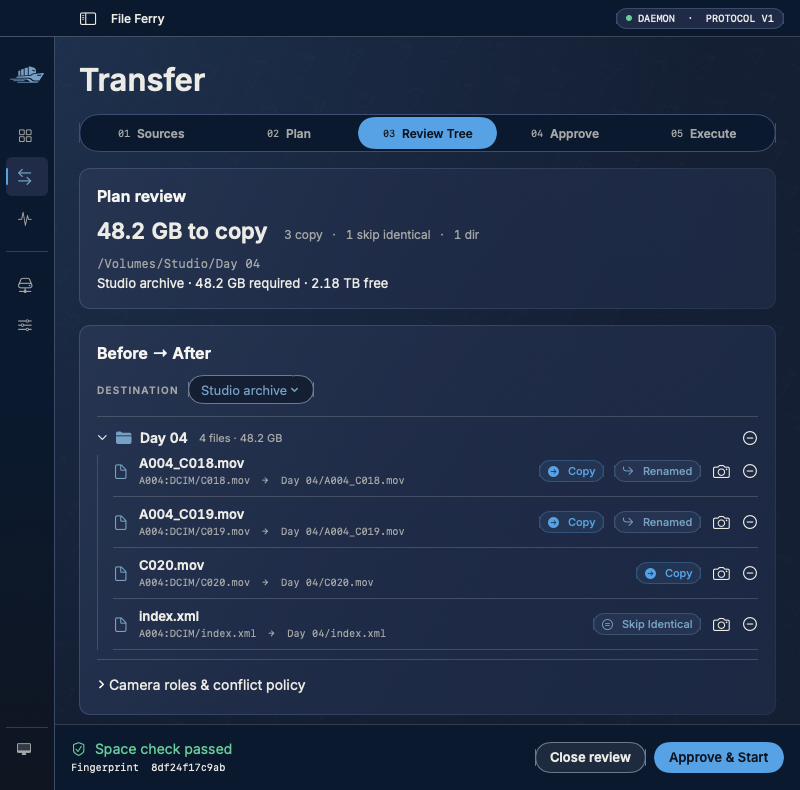 File Ferry
DAEMON · PROTOCOL V1
Transfer
01 Sources
02 Plan
03 Review Tree
04 Approve
05 Execute
Plan review
48.2 GB to copy 3 copy · 1 skip identical · 1 dir
/Volumes/Studio/Day 04
Studio archive · 48.2 GB required · 2.18 TB free
Before → After
DESTINATION Studio archive
Day 04 4 files · 48.2 GB
A004_C018.mov
A004:DCIM/C018.mov → Day 04/A004_C018.mov
Copy Renamed
A004_C019.mov
A004:DCIM/C019.mov → Day 04/A004_C019.mov
Copy Renamed
C020.mov
A004:DCIM/C020.mov → Day 04/C020.mov
Copy
index.xml
A004:DCIM/index.xml → Day 04/index.xml
Skip Identical
Camera roles & conflict policy
Space check passed
Fingerprint 8df24f17c9ab
Close review
Approve & Start